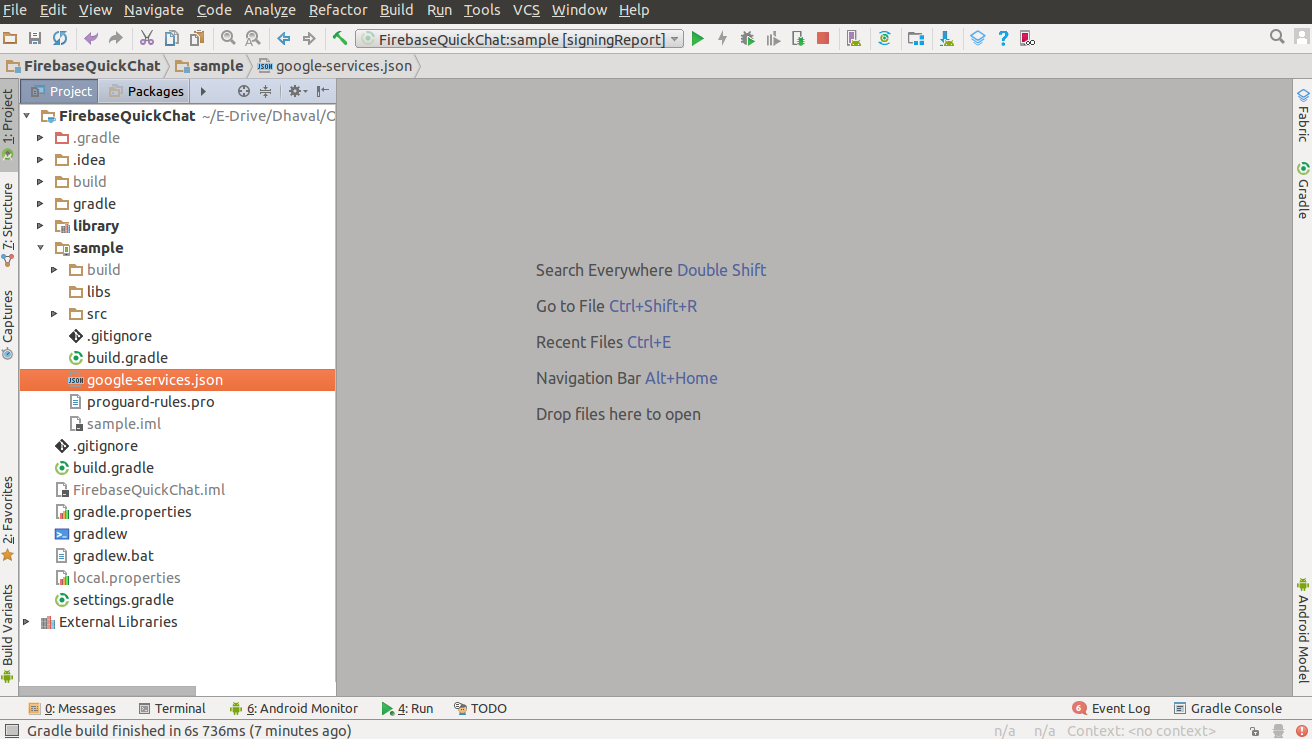 File Edit View Navigate Code Analyze Refactor Build Run Tools VCS Window Help
FirebaseQuickChat:sample [signingReport]
FirebaseQuickChat sample google-services.json
Project Packages
FirebaseQuickChat ~/E-Drive/Dhaval/
.gradle
.idea
build
gradle
library
sample
build
libs
src
.gitignore
build.gradle
JSON google-services.json
proguard-rules.pro
sample.iml
.gitignore
build.gradle
FirebaseQuickChat.iml
gradle.properties
gradlew
gradlew.bat
local.properties
settings.gradle
External Libraries
1: Project
7: Structure
Captures
2: Favorites
Build Variants
Search Everywhere Double Shift
Go to File Ctrl+Shift+R
Recent Files Ctrl+E
Navigation Bar Alt+Home
Drop files here to open
Fabric
Gradle
Android Model
0: Messages Terminal 6: Android Monitor 4: Run TODO 6 Event Log Gradle Console
Gradle build finished in 6s 736ms (7 minutes ago) n/a n/a Context: <no context>